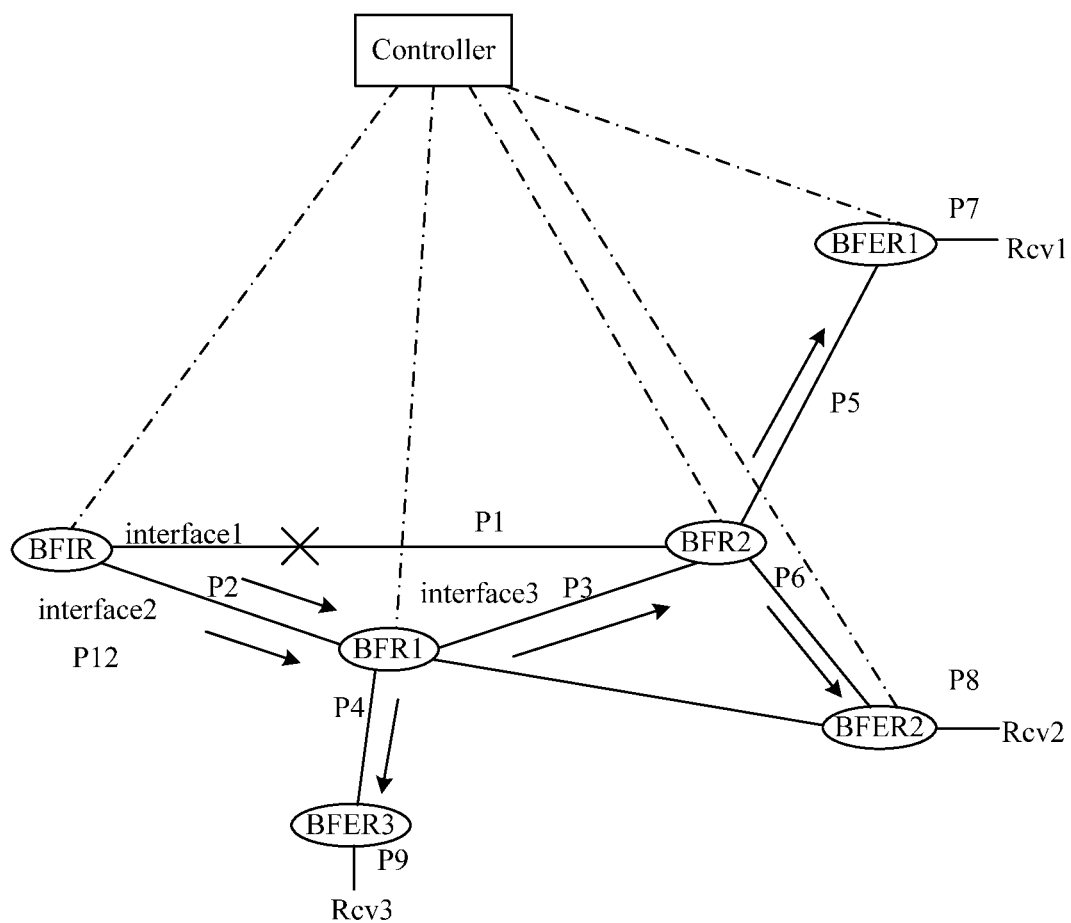 Controller
P7
BFER1
Rcv1
P5
interface1
P1
BFIR
BFR2
P2
interface3
P3
P6
interface2
P12
BFR1
P4
P8
BFER2
Rcv2
BFER3
P9
Rcv3